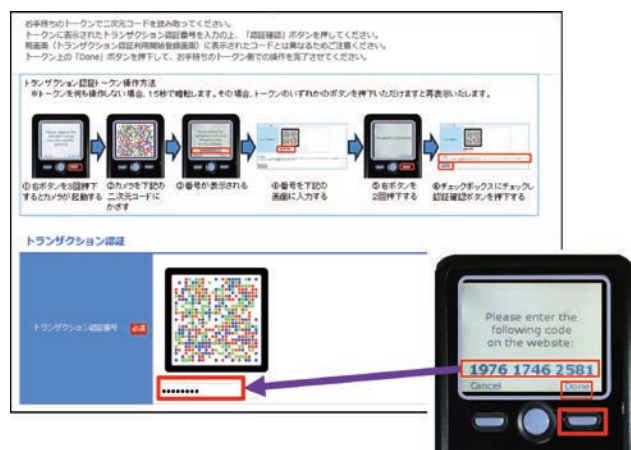 お手持ちのトークンで二次元コードを読み取ってください。
トークンに表示されたトランザクション認証番号を入力の上、「認証確認」ボタンを押してください。
前画面（トランザクション認証利用開始登録画面）に表示されたコードとは異なるためご注意ください。
トークン上の「Done」ボタンを押下して、お手持ちのトークン側での操作を完了させてください。
トランザクション認証トークン操作方法
※トークンを何も操作しない場合、15秒で暗転します。その場合、トークンのいずれかのボタンを押下いただけますと再表示いたします。
①右ボタンを3回押下するとカメラが起動する
②カメラを下記の二次元コードにかざす
③番号が表示される
④番号を下記の画面に入力する
⑤右ボタンを2回押下する
⑥チェックボックスにチェックし認証確認ボタンを押下する
トランザクション認証
トランザクション認証番号 必須
Please enter the
following code
on the website:
1976 1746 2581
Cancel Done